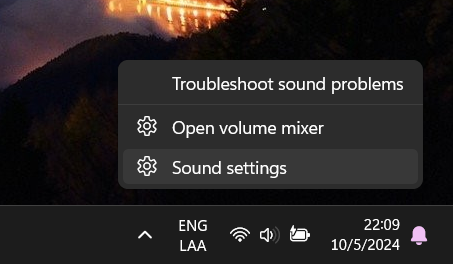 Troubleshoot sound problems
Open volume mixer
Sound settings
ENG
LAA
22:09
10/5/2024